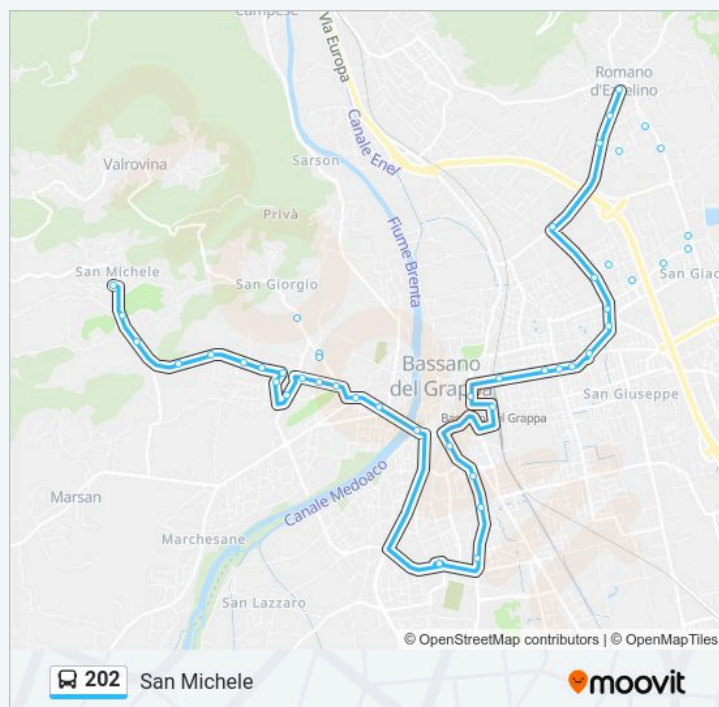 Campese
Via Europa
Romano
d'Ezzelino
Canale Enel
Sarson
Valrovina
Privà
Fiume Brenta
San Michele
San Giorgio
San Giac
Bassano
del Grappa
San Giuseppe
Bassano del Grappa
Canale Medoaco
Marsan
Marchesane
San Lazzaro
© OpenStreetMap contributors | © OpenMapTiles
202 San Michele
moovit